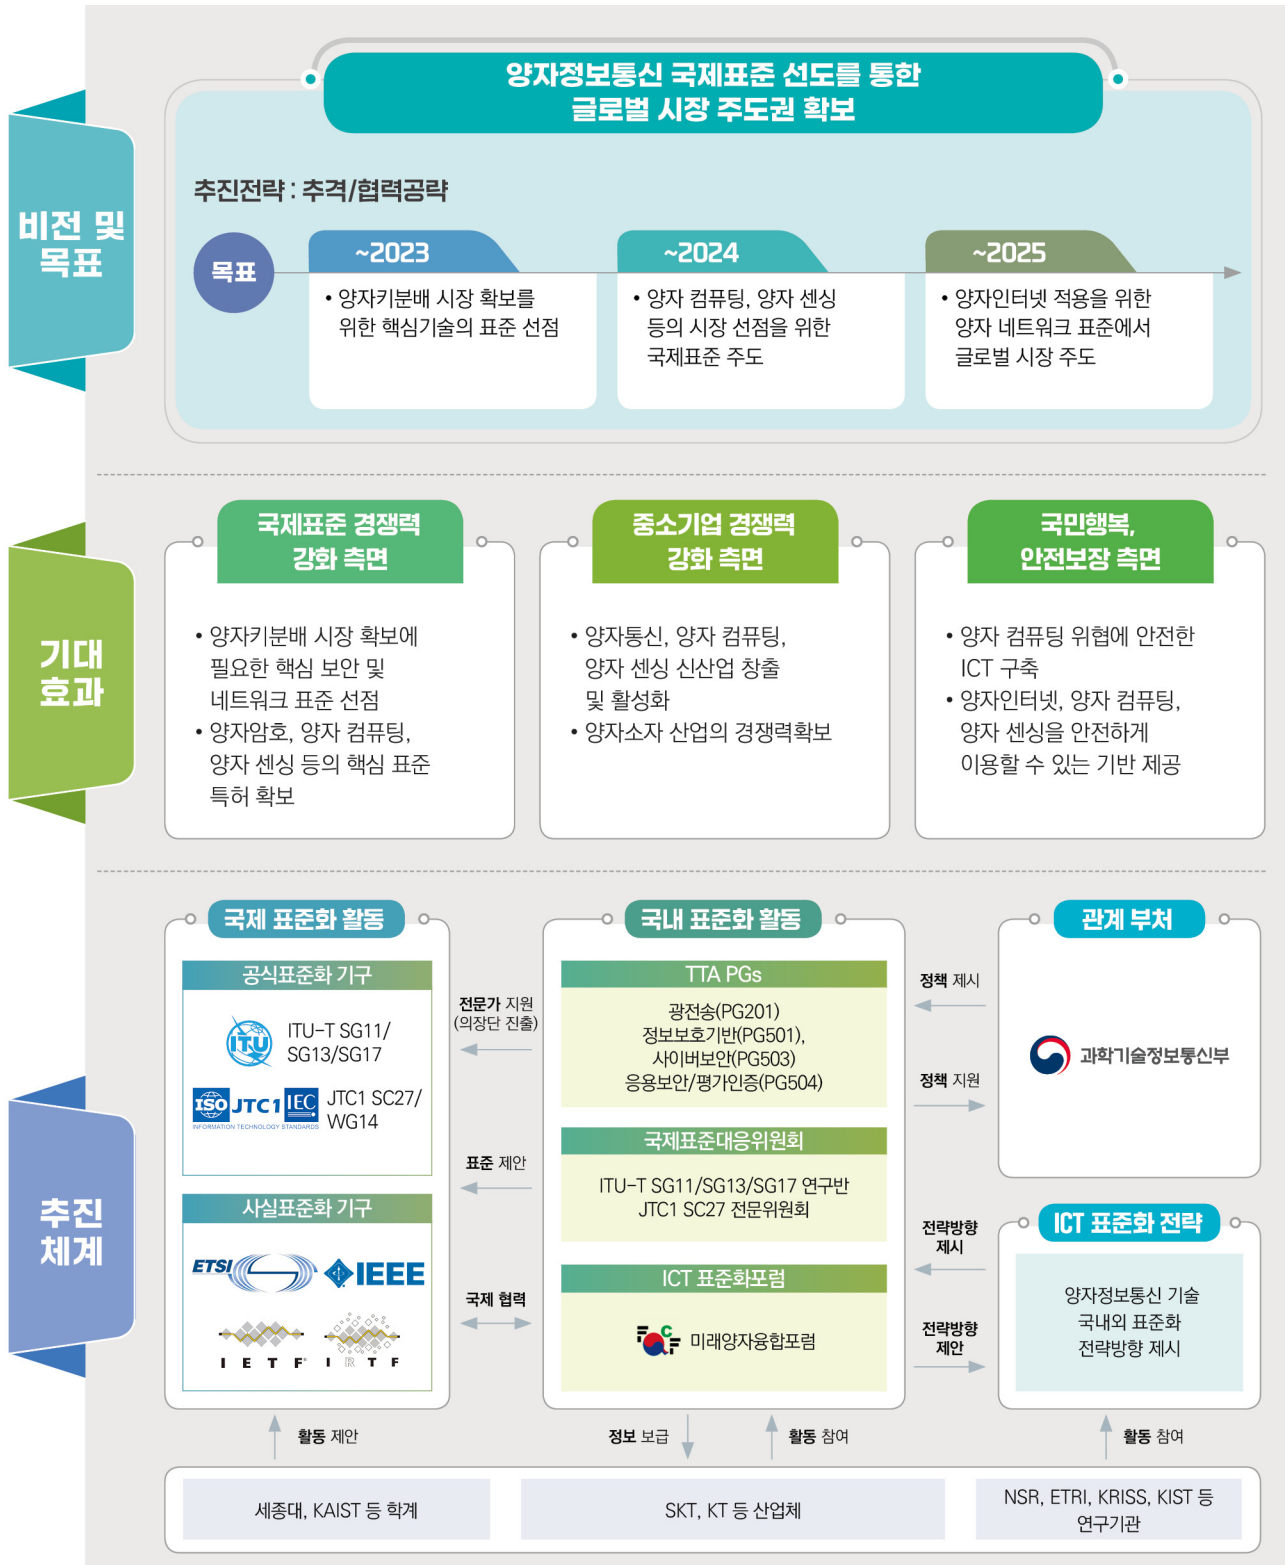 양자정보통신 국제표준 선도를 통한
글로벌 시장 주도권 확보
비전 및
목표
추진전략 : 추격/협력공략
목표
~2023
• 양자키분배 시장 확보를
위한 핵심기술의 표준 선점
~2024
• 양자 컴퓨팅, 양자 센싱
등의 시장 선점을 위한
국제표준 주도
~2025
• 양자인터넷 적용을 위한
양자 네트워크 표준에서
글로벌 시장 주도
기대
효과
국제표준 경쟁력
강화 측면
• 양자키분배 시장 확보에
필요한 핵심 보안 및
네트워크 표준 선점
• 양자암호, 양자 컴퓨팅,
양자 센싱 등의 핵심 표준
특허 확보
중소기업 경쟁력
강화 측면
• 양자통신, 양자 컴퓨팅,
양자 센싱 신산업 창출
및 활성화
• 양자소자 산업의 경쟁력확보
국민행복,
안전보장 측면
• 양자 컴퓨팅 위협에 안전한
ICT 구축
• 양자인터넷, 양자 컴퓨팅,
양자 센싱을 안전하게
이용할 수 있는 기반 제공
추진
체계
국제 표준화 활동
공식표준화 기구
ITU
ITU-T SG11/
SG13/SG17
ISO JTC1 IEC
INFORMATION TECHNOLOGY STANDARDS
JTC1 SC27/
WG14
사실표준화 기구
ETSI
IEEE
IETF
IRTF
전문가 지원
(의장단 진출)
표준 제안
국제 협력
국내 표준화 활동
TTA PGs
광전송(PG201)
정보보호기반(PG501),
사이버보안(PG503)
응용보안/평가인증(PG504)
국제표준대응위원회
ITU-T SG11/SG13/SG17 연구반
JTC1 SC27 전문위원회
ICT 표준화포럼
미래양자융합포럼
정책 제시
정책 지원
전략방향
제시
전략방향
제안
관계 부처
과학기술정보통신부
ICT 표준화 전략
양자정보통신 기술
국내외 표준화
전략방향 제시
활동 제안
정보 보급
활동 참여
활동 참여
세종대, KAIST 등 학계
SKT, KT 등 산업체
NSR, ETRI, KRISS, KIST 등
연구기관